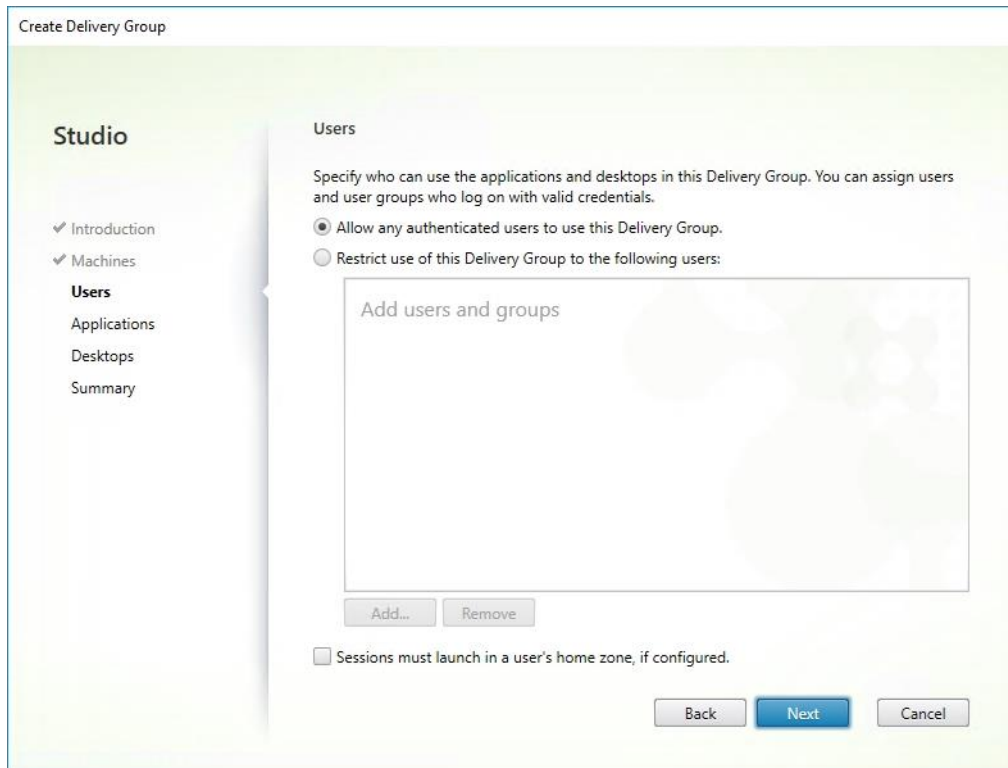 Create Delivery Group
Studio
Introduction
Machines
Users
Applications
Desktops
Summary
Users
Specify who can use the applications and desktops in this Delivery Group. You can assign users
and user groups who log on with valid credentials.
Allow any authenticated users to use this Delivery Group.
Restrict use of this Delivery Group to the following users:
Add users and groups
Add...
Remove
Sessions must launch in a user's home zone, if configured.
Back
Next
Cancel